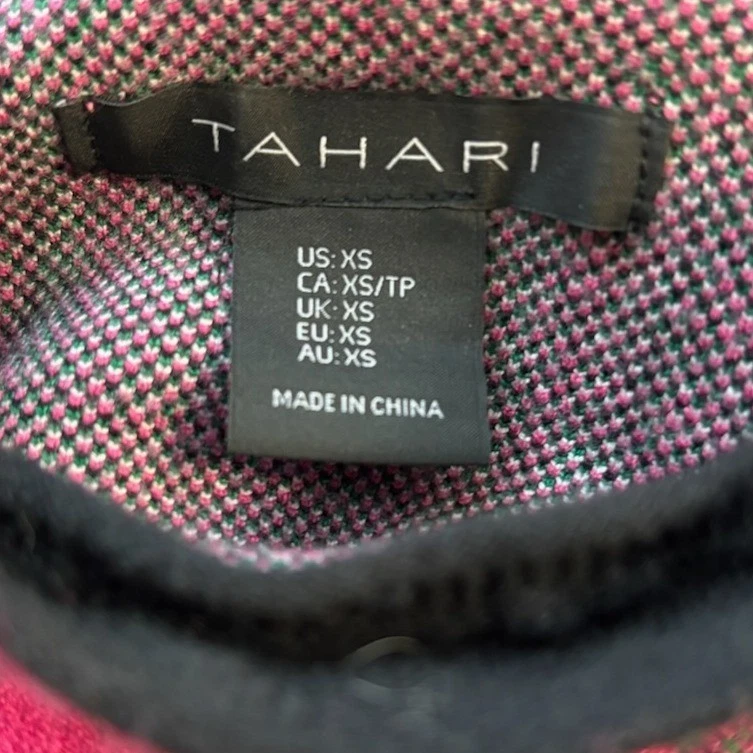 TAHARI
US: XS
CA: XS/TP
UK: XS
EU: XS
AU: XS
MADE IN CHINA